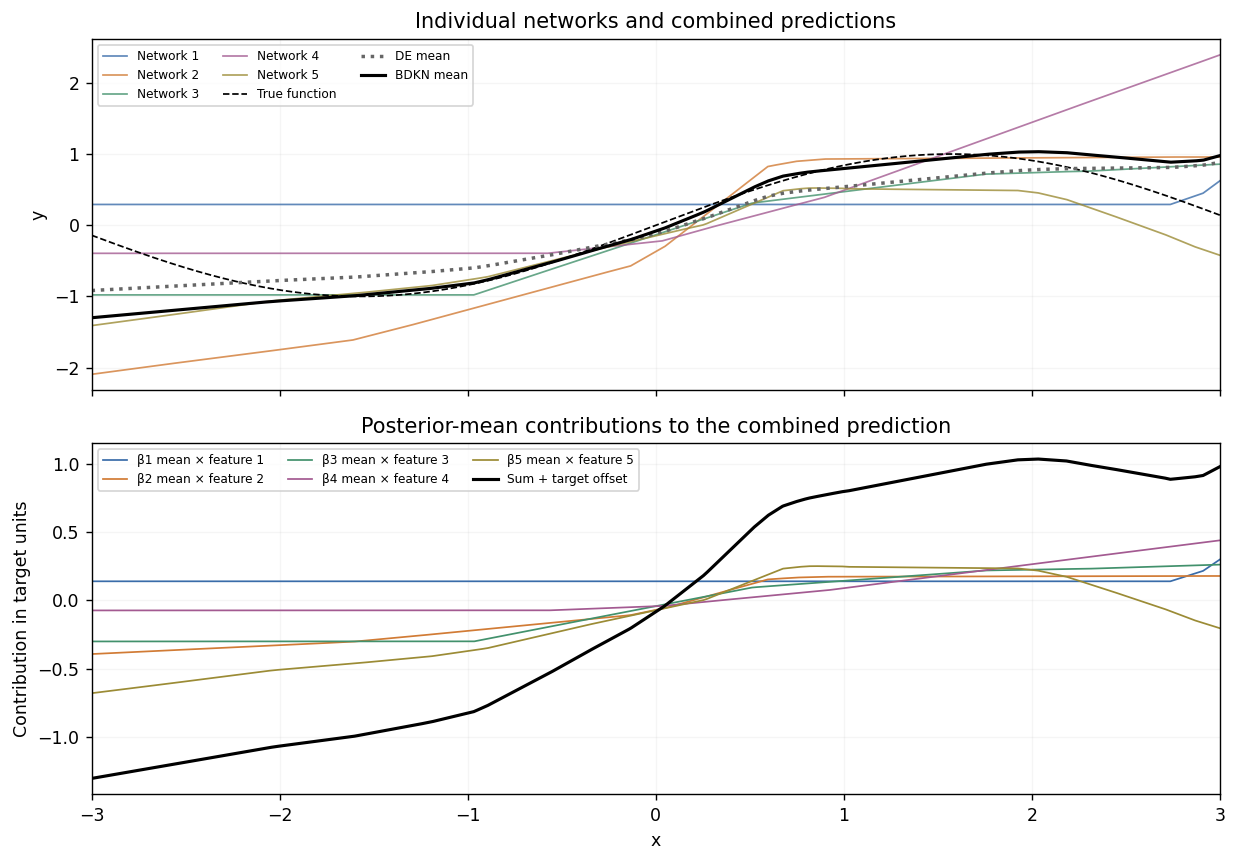 Individual networks and combined predictions
Network 1
Network 2
Network 3
Network 4
Network 5
True function
DE mean
BDKN mean
y
2
1
0
−1
−2
Posterior-mean contributions to the combined prediction
β1 mean × feature 1
β2 mean × feature 2
β3 mean × feature 3
β4 mean × feature 4
β5 mean × feature 5
Sum + target offset
Contribution in target units
1.0
0.5
0.0
−0.5
−1.0
−3
−2
−1
0
1
2
3
x